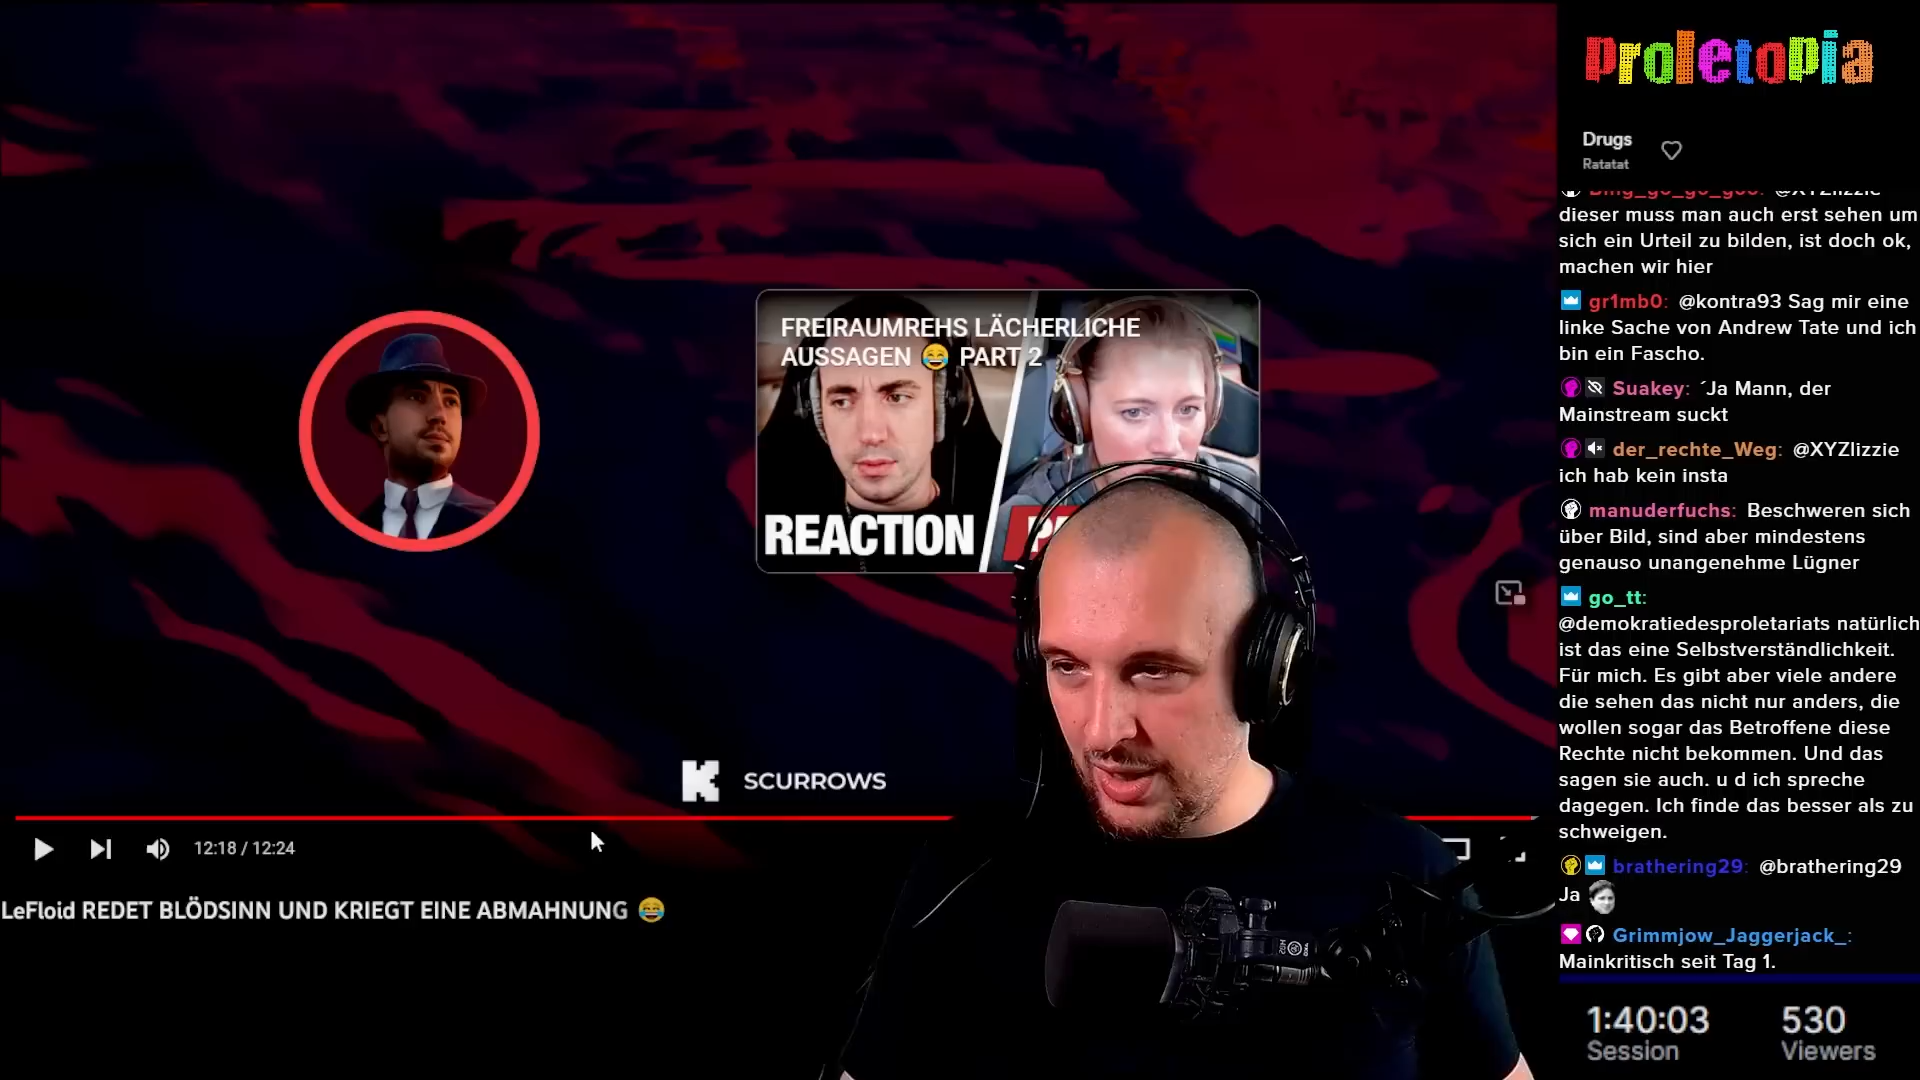 Proletopia
Drugs
Ratatat
FREIRAUMREHS LÄCHERLICHE
AUSSAGEN 😂 PART 2
REACTION
SCURROWS
12:18 / 12:24
LeFloid REDET BLÖDSINN UND KRIEGT EINE ABMAHNUNG 😂
dieser muss man auch erst sehen um
sich ein Urteil zu bilden, ist doch ok,
machen wir hier
gr1mb0: @kontra93 Sag mir eine
linke Sache von Andrew Tate und ich
bin ein Fascho.
Suakey: ´Ja Mann, der
Mainstream suckt
der_rechte_Weg: @XYZlizzie
ich hab kein insta
manuderfuchs: Beschweren sich
über Bild, sind aber mindestens
genauso unangenehme Lügner
go_tt:
@demokratiedesproletariats natürlich
ist das eine Selbstverständlichkeit.
Für mich. Es gibt aber viele andere
die sehen das nicht nur anders, die
wollen sogar das Betroffene diese
Rechte nicht bekommen. Und das
sagen sie auch. u d ich spreche
dagegen. Ich finde das besser als zu
schweigen.
brathering29: @brathering29
Ja
Grimmjow_Jaggerjack_:
Mainkritisch seit Tag 1.
1:40:03
Session
530
Viewers